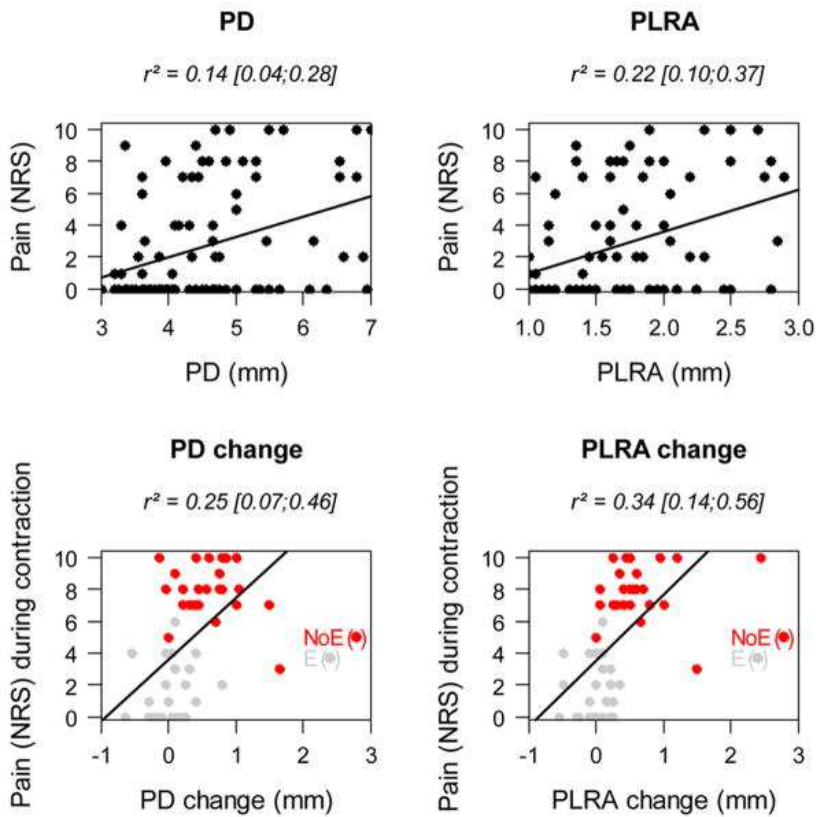 PD
r² = 0.14 [0.04;0.28]
Pain (NRS)
10
8
6
4
2
0
3 4 5 6 7
PD (mm)
PLRA
r² = 0.22 [0.10;0.37]
Pain (NRS)
10
8
6
4
2
0
1.0 1.5 2.0 2.5 3.0
PLRA (mm)
PD change
r² = 0.25 [0.07;0.46]
Pain (NRS) during contraction
10
8
6
4
2
0
NoE (•)
E (•)
-1 0 1 2 3
PD change (mm)
PLRA change
r² = 0.34 [0.14;0.56]
Pain (NRS) during contraction
10
8
6
4
2
0
NoE (•)
E (•)
-1 0 1 2 3
PLRA change (mm)